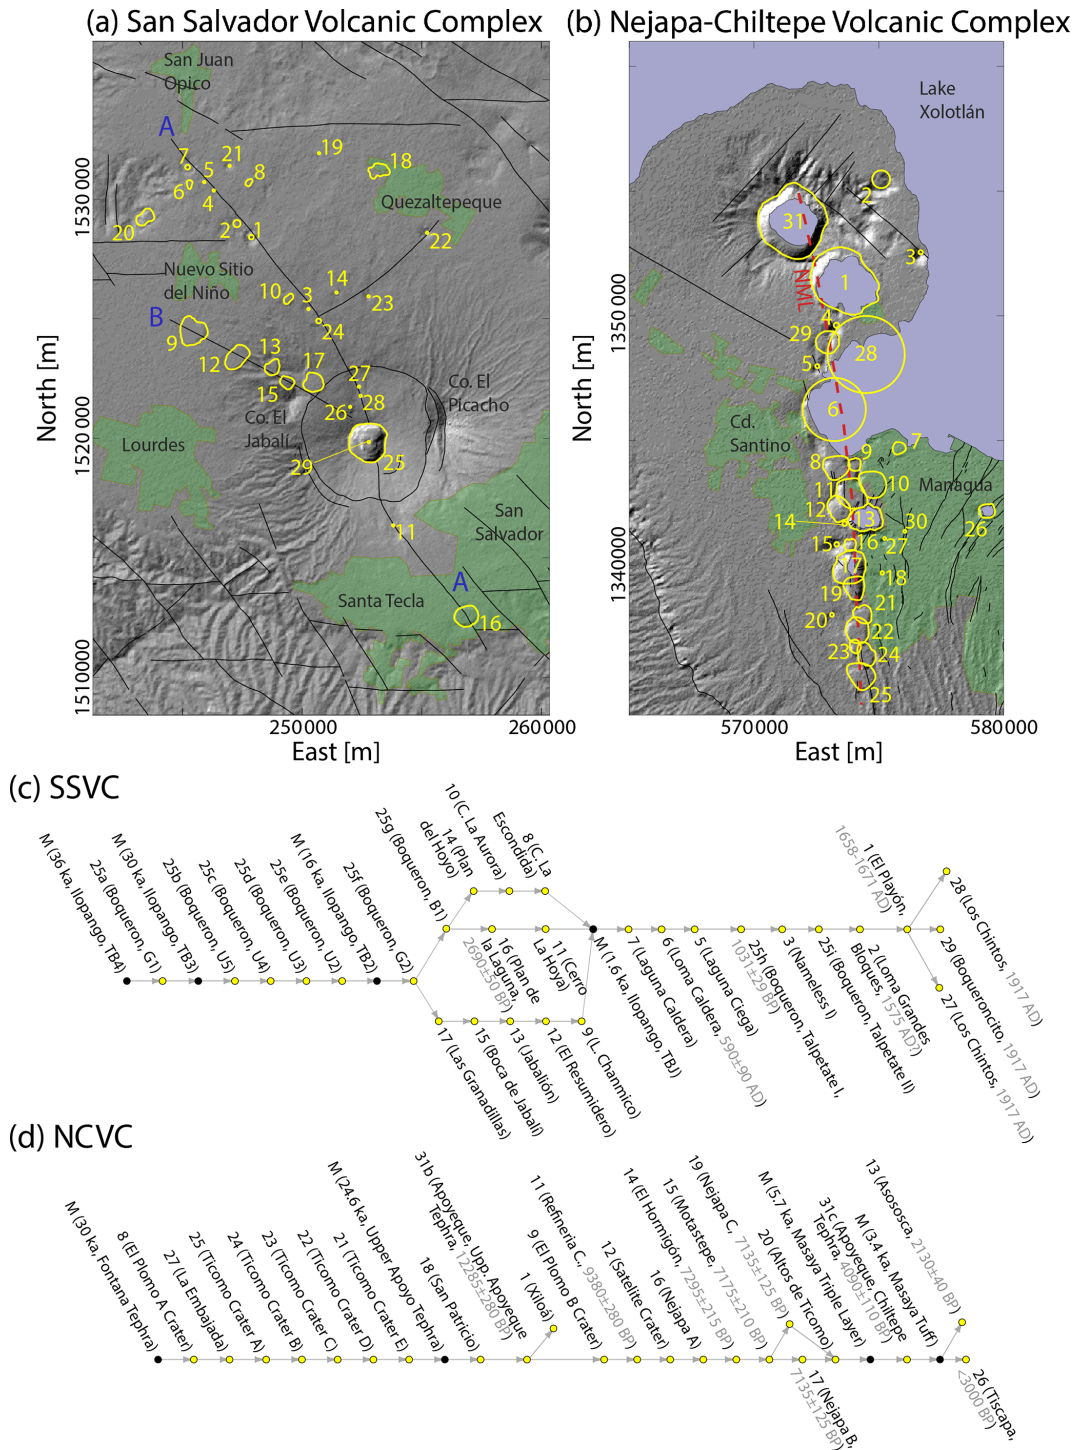 (a) San Salvador Volcanic Complex
San Juan
Opico
A
7
5
21
8
19
18
6
4
Quezaltepeque
20
2
1
22
Nuevo Sitio
del Niño
10
3
14
23
B
9
24
12
13
17
15
27
28
Co. El
Picacho
26
Co. El
Jabalí
Lourdes
29
25
San
Salvador
11
A
Santa Tecla
16
1530 000
1520 000
1510 000
North [m]
250 000
260 000
East [m]
(b) Nejapa-Chiltepe Volcanic Complex
Lake
Xolotlán
2
31
3
NML
1
4
29
28
5
6
Cd.
Santino
7
8
9
10
Managua
11
12
13
14
30
26
15
16
27
17
18
19
20
21
22
23
24
25
1350 000
1340 000
North [m]
570 000
580 000
East [m]
(c) SSVC
M (36 ka, Ilopango, TB4)
25a (Boqueron, G1)
M (30 ka, Ilopango, TB3)
25b (Boqueron, U5)
25c (Boqueron, U4)
25d (Boqueron, U3)
25e (Boqueron, U2)
M (16 ka, Ilopango, TB2)
25f (Boqueron, G2)
25g (Boqueron, B1)
14 (Plan
del Hoyo)
10 (C. La Aurora)
8 (C. La
Escondida)
16 (Plan de
la Laguna,
2690±50 BP)
11 (Cerro
La Hoya)
17 (Las Granadillas)
15 (Boca de Jabalí)
13 (Jabalión)
12 (El Resumidero)
9 (L. Chanmico)
M (1.6 ka, Ilopango, TBJ)
7 (Laguna Caldera)
6 (Loma Caldera, 590±90 AD)
5 (Laguna Ciega)
25h (Boqueron, Talpetate I,
1031±29 BP)
3 (Nameless I)
25i (Boqueron, Talpetate II)
2 (Loma Grandes
Bloques, 1575 AD?)
1 (El Playón,
1658-1671 AD)
28 (Los Chintos, 1917 AD)
29 (Boqueroncito, 1917 AD)
27 (Los Chintos, 1917 AD)
(d) NCVC
M (30 ka, Fontana Tephra)
8 (El Plomo A Crater)
27 (La Embajada)
25 (Ticomo Crater A)
24 (Ticomo Crater B)
23 (Ticomo Crater C)
22 (Ticomo Crater D)
21 (Ticomo Crater E)
M (24.6 ka, Upper Apoyo Tephra)
18 (San Patricio)
31b (Apoyeque, Upp. Apoyeque
Tephra, 12285±280 BP)
1 (Xiloá)
9 (El Plomo B Crater)
11 (Refineria C., 9380±280 BP)
12 (Satelite Crater)
16 (Nejapa A)
14 (El Hormigón, 7295±215 BP)
15 (Motastepe, 7175±210 BP)
19 (Nejapa C, 7135±125 BP)
17 (Nejapa B,
7135±125 BP)
20 (Altos de Ticomo)
M (5.7 ka, Masaya Triple Layer)
31c (Apoyeque, Chiltepe
Tephra, 4090±110 BP)
M (3.4 ka, Masaya Tuff)
13 (Asososca, 2130±40 BP)
26 (Tiscapa,
<3000 BP)